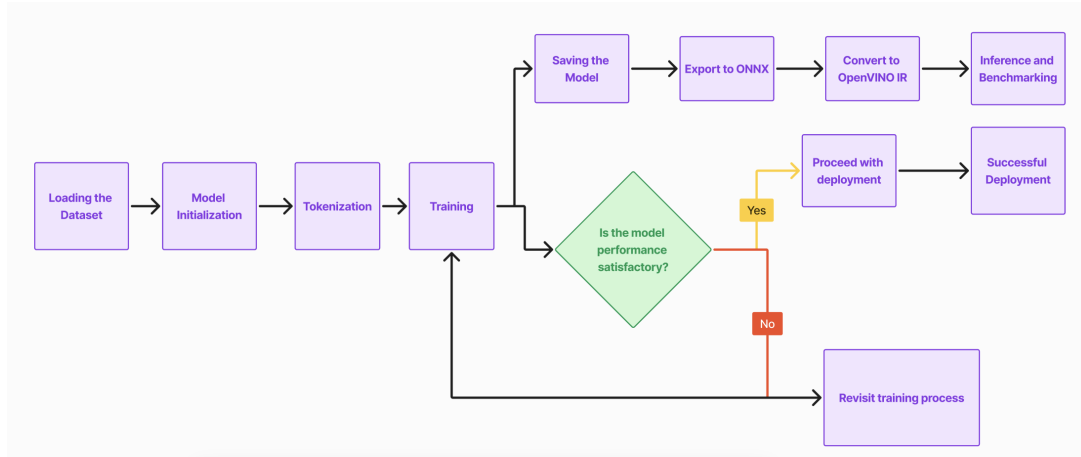 Saving the
Model
Export to ONNX
Convert to
OpenVINO IR
Inference and
Benchmarking
Loading the
Dataset
Model
Initialization
Tokenization
Training
Is the model
performance
satisfactory?
Yes
Proceed with
deployment
Successful
Deployment
No
Revisit training process